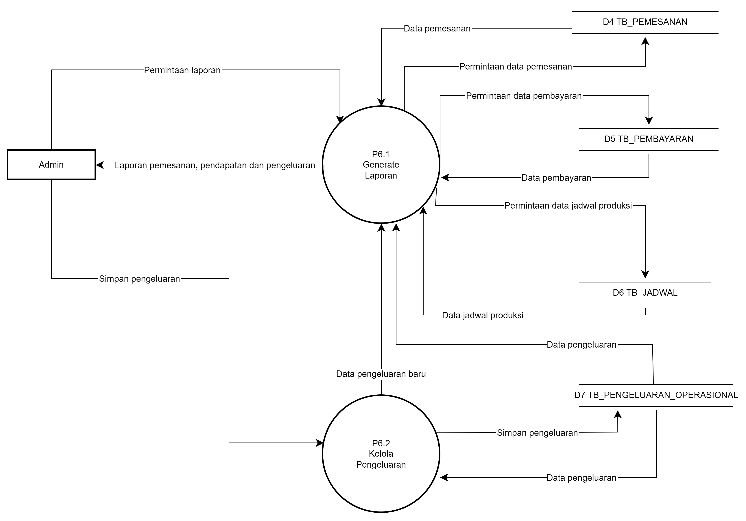 D4 TB_PEMESANAN
Data pemesanan
Permintaan laporan
Permintaan data pemesanan
Permintaan data pembayaran
D5 TB_PEMBAYARAN
P6.1
Generate
Laporan
Admin
Laporan pemesanan, pendapatan dan pengeluaran
Data pembayaran
Permintaan data jadwal produksi
Simpan pengeluaran
D6 TB_JADWAL
Data jadwal produksi
Data pengeluaran
Data pengeluaran baru
D7 TB_PENGELUARAN_OPERASIONAL
P6.2
Kelola
Pengeluaran
Simpan pengeluaran
Data pengeluaran